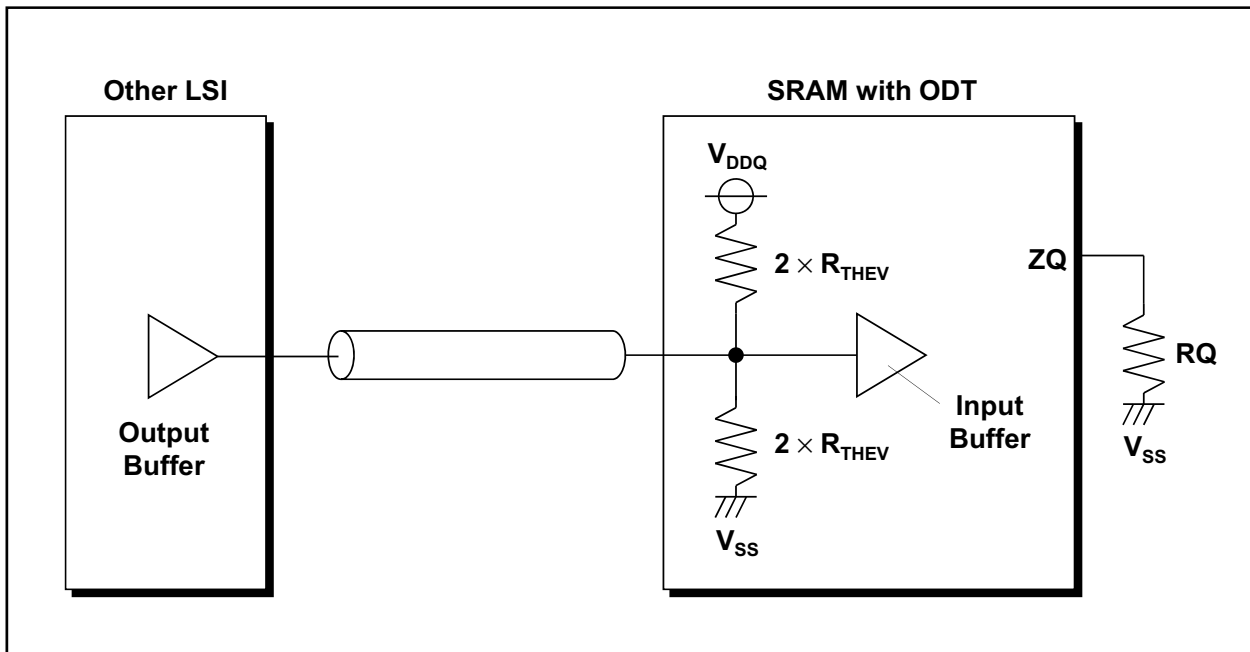 Other LSI
SRAM with ODT
VDDQ
2 × RTHEV
ZQ
RQ
VSS
Output
Buffer
Input
Buffer
2 × RTHEV
VSS